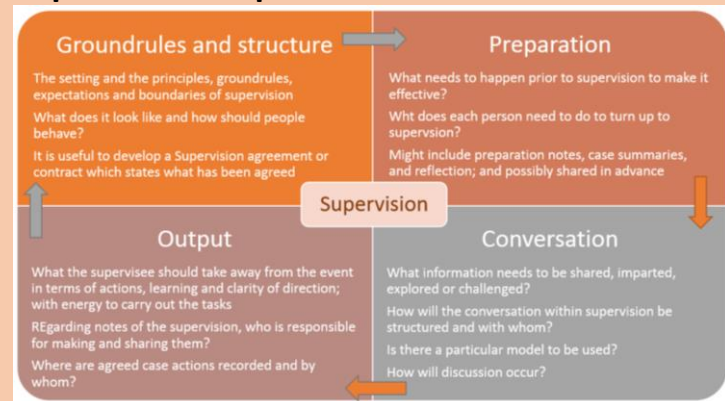 Groundrules and structure
The setting and the principles, groundrules,
expectations and boundaries of supervision
What does it look like and how should people
behave?
It is useful to develop a Supervision agreement or
contract which states what has been agreed
Preparation
What needs to happen prior to supervision to make it
effective?
Wht does each person need to do to turn up to
supervsion?
Might include preparation notes, case summaries,
and reflection; and possibly shared in advance
Supervision
Output
What the supervisee should take away from the event
in terms of actions, learning and clarity of direction;
with energy to carry out the tasks
REgarding notes of the supervision, who is responsible
for making and sharing them?
Where are agreed case actions recorded and by
whom?
Conversation
What information needs to be shared, imparted,
explored or challenged?
How will the conversation within supervision be
structured and with whom?
Is there a particular model to be used?
How will discussion occur?